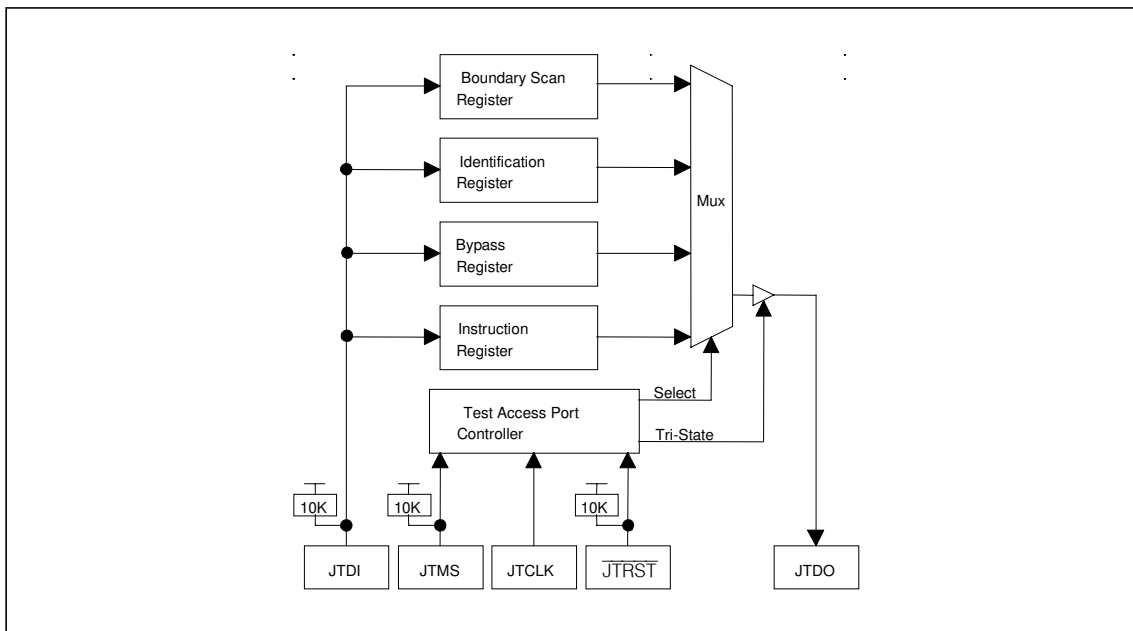 Boundary Scan
Register
Identification
Register
Mux
Bypass
Register
Instruction
Register
Select
Test Access Port
Controller
Tri-State
10K
10K
10K
JTDI
JTMS
JTCLK
JTRST
JTDO